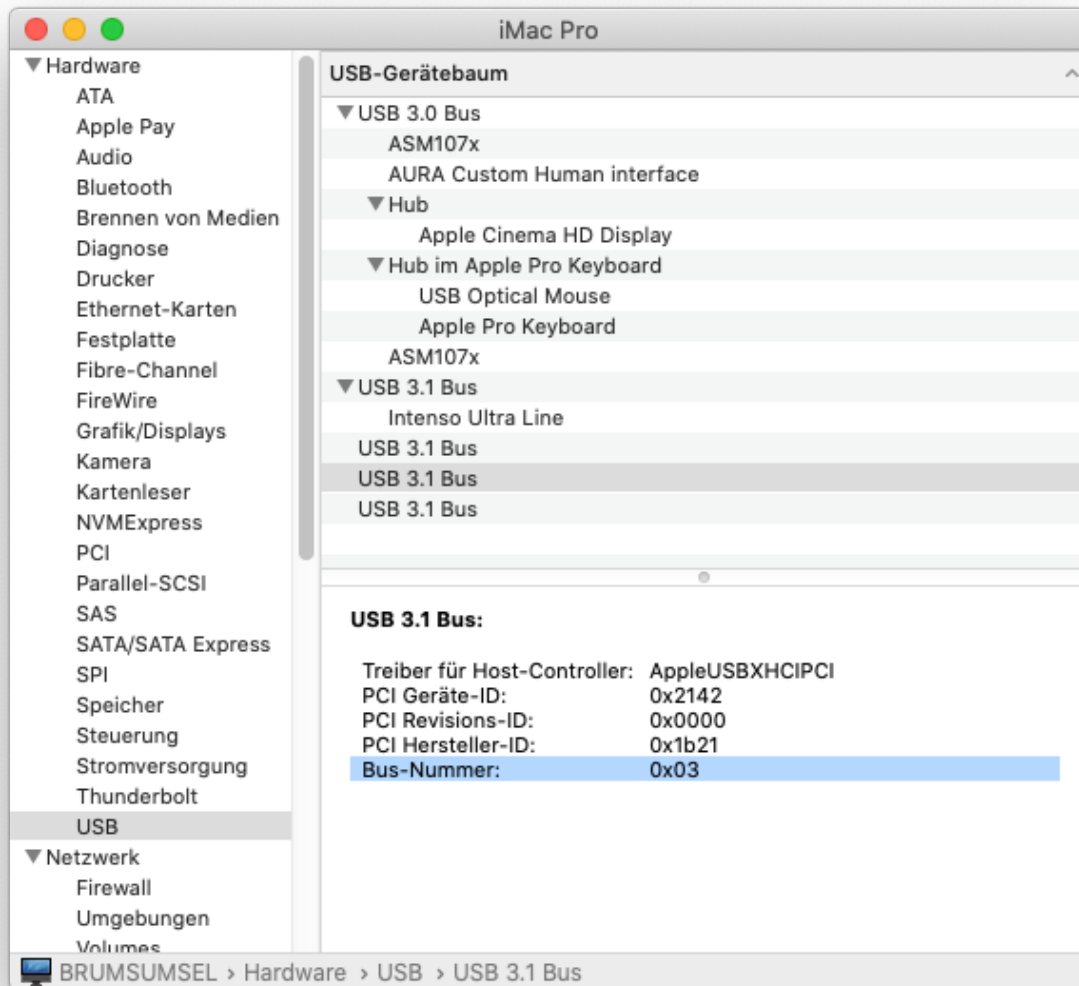 iMac Pro
Hardware
ATA
Apple Pay
Audio
Bluetooth
Brennen von Medien
Diagnose
Drucker
Ethernet-Karten
Festplatte
Fibre-Channel
FireWire
Grafik/Displays
Kamera
Kartenleser
NVMExpress
PCI
Parallel-SCSI
SAS
SATA/SATA Express
SPI
Speicher
Steuerung
Stromversorgung
Thunderbolt
USB
Netzwerk
Firewall
Umgebungen
Volumes
USB-Gerätebaum
USB 3.0 Bus
ASM107x
AURA Custom Human interface
Hub
Apple Cinema HD Display
Hub im Apple Pro Keyboard
USB Optical Mouse
Apple Pro Keyboard
ASM107x
USB 3.1 Bus
Intenso Ultra Line
USB 3.1 Bus
USB 3.1 Bus
USB 3.1 Bus
USB 3.1 Bus:
Treiber für Host-Controller: AppleUSBXHCIPCI
PCI Geräte-ID: 0x2142
PCI Revisions-ID: 0x0000
PCI Hersteller-ID: 0x1b21
Bus-Nummer: 0x03
BRUMSUMSEL › Hardware › USB › USB 3.1 Bus